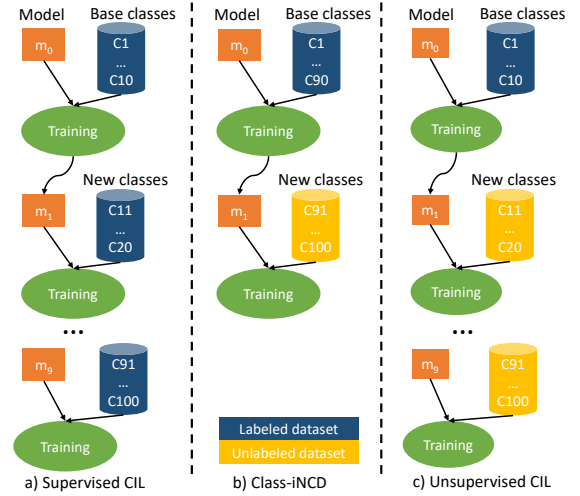 Model Base classes
m0
C1
...
C10
Training
New classes
m1
C11
...
C20
Training
...
m9
C91
...
C100
Training
a) Supervised CIL
Model Base classes
m0
C1
...
C90
Training
New classes
m1
C91
...
C100
Training
Labeled dataset
Unlabeled dataset
b) Class-iNCD
Model Base classes
m0
C1
...
C10
Training
New classes
m1
C11
...
C20
Training
...
m9
C91
...
C100
Training
c) Unsupervised CIL